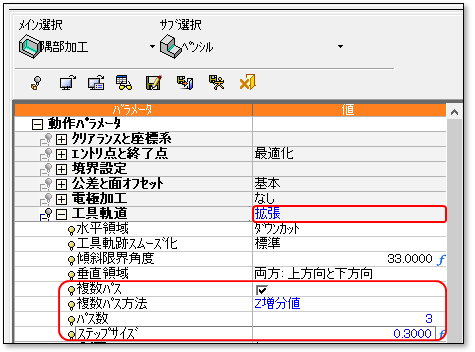 メイン選択
サブ選択
隅部加工
ペンシル
パラメータ 値
動作パラメータ
クリアランスと座標系
エントリ点と終了点 最適化
境界設定
公差と面オフセット 基本
電極加工 なし
工具軌道 拡張
水平領域 ダウンカット
工具軌跡スムーズ化 標準
傾斜限界角度 33.0000 f
垂直領域 両方: 上方向と下方向
複数パス
複数パス方法 Z増分値
パス数 3
ステップサイズ 0.3000 f